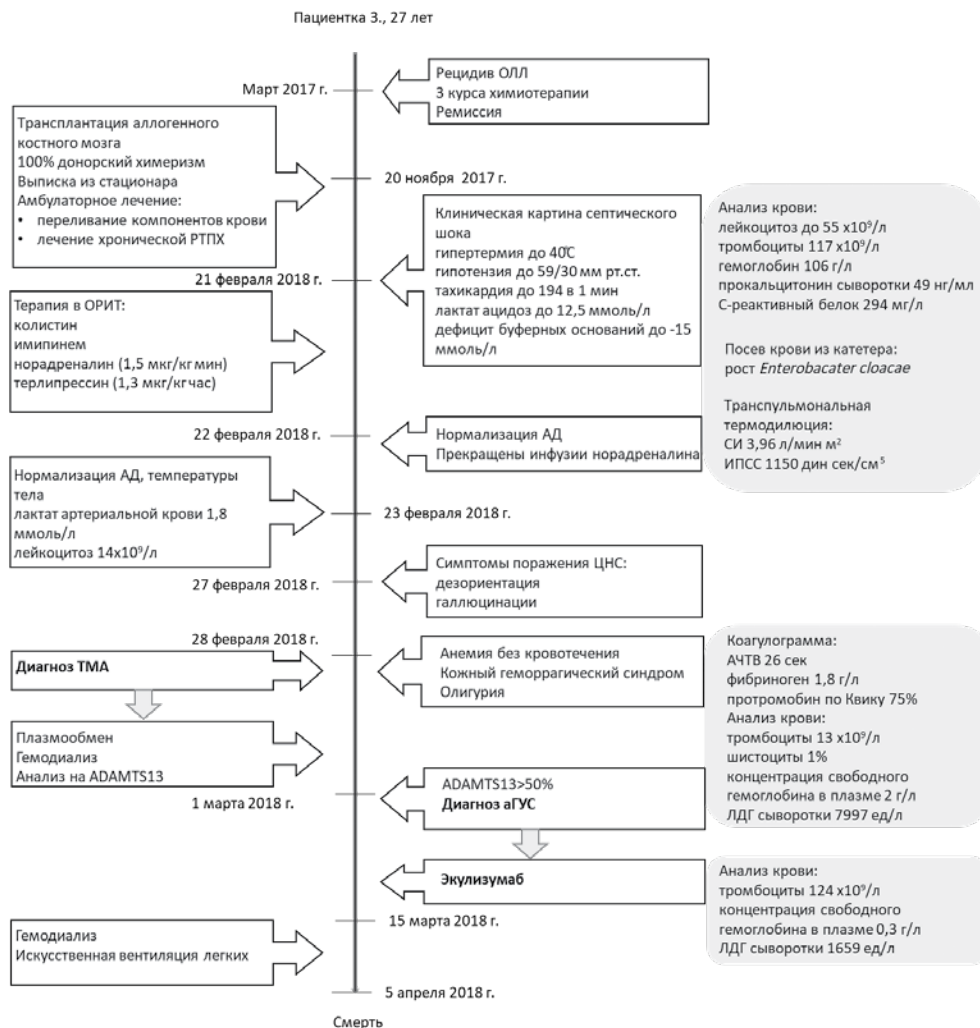 Пациентка З., 27 лет
Март 2017 г.
Рецидив ОЛЛ
3 курса химиотерапии
Ремиссия
Трансплантация аллогенного
костного мозга
100% донорский химеризм
Выписка из стационара
Амбулаторное лечение:
• переливание компонентов крови
• лечение хронической РТПХ
20 ноября 2017 г.
21 февраля 2018 г.
Клиническая картина септического
шока
гипертермия до 40℃
гипотензия до 59/30 мм рт.ст.
тахикардия до 194 в 1 мин
лактат ацидоз до 12,5 ммоль/л
дефицит буферных оснований до -15
ммоль/л
Анализ крови:
лейкоцитоз до 55 x10⁹/л
тромбоциты 117 x10⁹/л
гемоглобин 106 г/л
прокальцитонин сыворотки 49 нг/мл
С-реактивный белок 294 мг/л
Посев крови из катетера:
рост Enterobacater cloacae
Транспульмональная
термодилюция:
СИ 3,96 л/мин м²
ИПСС 1150 дин сек/см⁵
Терапия в ОРИТ:
колистин
имипинем
норадреналин (1,5 мкг/кг мин)
терлипрессин (1,3 мкг/кг час)
22 февраля 2018 г.
Нормализация АД
Прекращены инфузии норадреналина
Нормализация АД, температуры
тела
лактат артериальной крови 1,8
ммоль/л
лейкоцитоз 14x10⁹/л
23 февраля 2018 г.
27 февраля 2018 г.
Симптомы поражения ЦНС:
дезориентация
галлюцинации
28 февраля 2018 г.
Анемия без кровотечения
Кожный геморрагический синдром
Олигурия
Коагулограмма:
АЧТВ 26 сек
фибриноген 1,8 г/л
протромобин по Квику 75%
Анализ крови:
тромбоциты 13 x10⁹/л
шистоциты 1%
концентрация свободного
гемоглобина в плазме 2 г/л
ЛДГ сыворотки 7997 ед/л
Диагноз ТМА
Плазмообмен
Гемодиализ
Анализ на ADAMTS13
1 марта 2018 г.
ADAMTS13>50%
Диагноз аГУС
Экулизумаб
Анализ крови:
тромбоциты 124 x10⁹/л
концентрация свободного
гемоглобина в плазме 0,3 г/л
ЛДГ сыворотки 1659 ед/л
15 марта 2018 г.
Гемодиализ
Искусственная вентиляция легких
5 апреля 2018 г.
Смерть